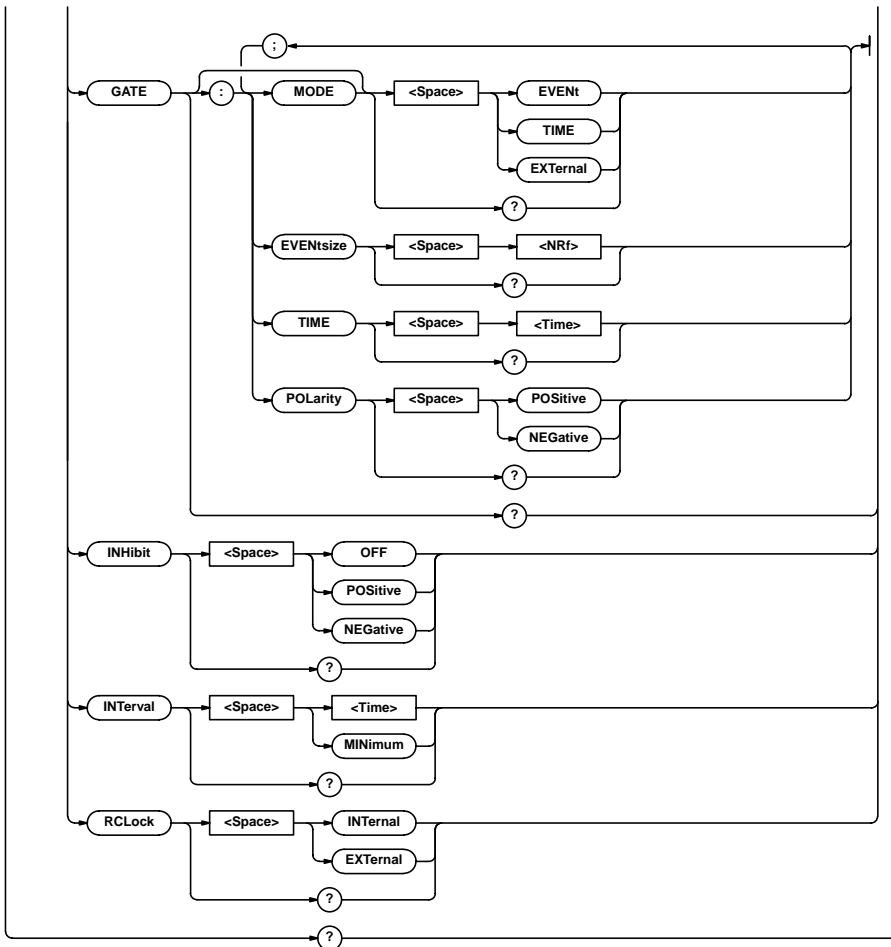 ;
GATE : MODE <Space> EVENt
TIME
EXTernal
?
EVENtsize <Space> <NRf>
?
TIME <Space> <Time>
?
POLarity <Space> POSitive
NEGative
?
?
INHibit <Space> OFF
POSitive
NEGative
?
INTerval <Space> <Time>
MINimum
?
RCLock <Space> INTernal
EXTernal
?
?